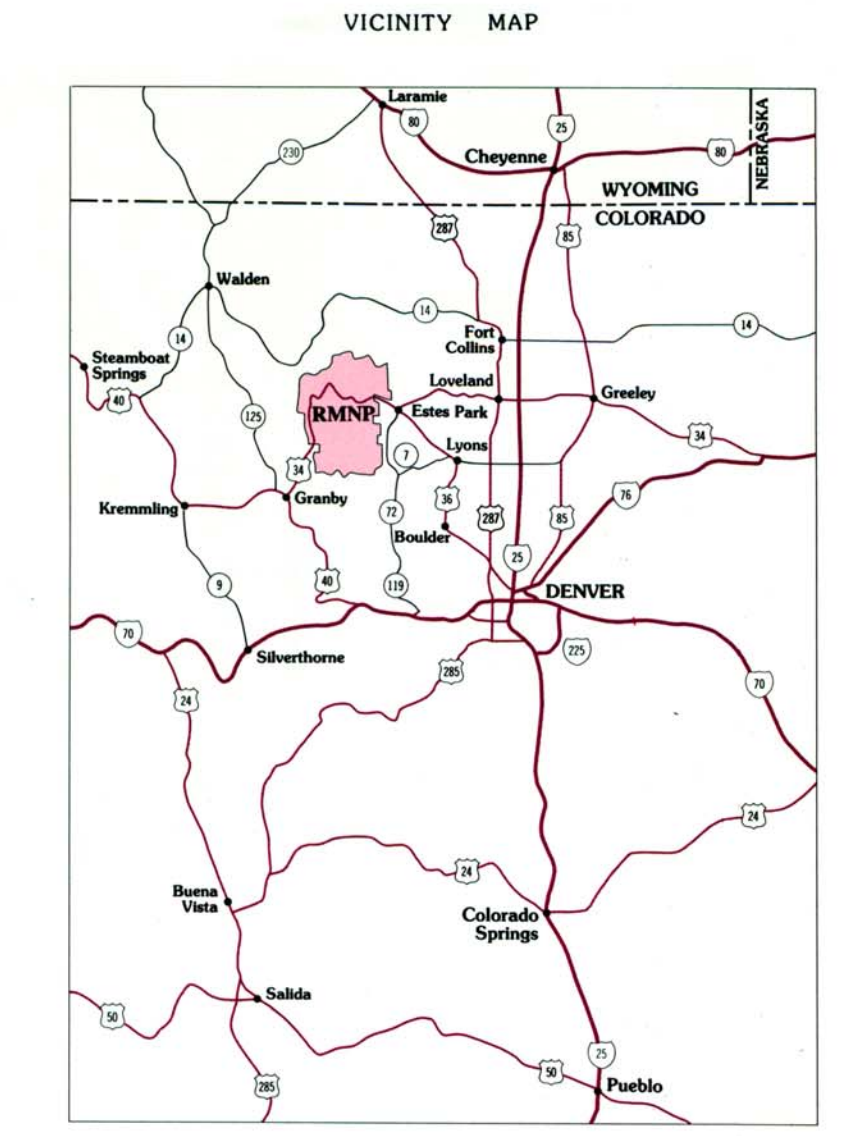 VICINITY MAP
Laramie
80
25
230
Cheyenne
80
NEBRASKA
WYOMING
COLORADO
287
85
Walden
14
14
14
Fort
Collins
Steamboat
Springs
40
125
Loveland
RMNP
Estes Park
Greeley
34
Lyons
7
34
Granby
Kremmling
36
72
287
85
76
Boulder
25
9
40
119
DENVER
70
Silverthorne
225
285
24
70
24
24
Buena
Vista
Colorado
Springs
Salida
50
25
50
285
Pueblo